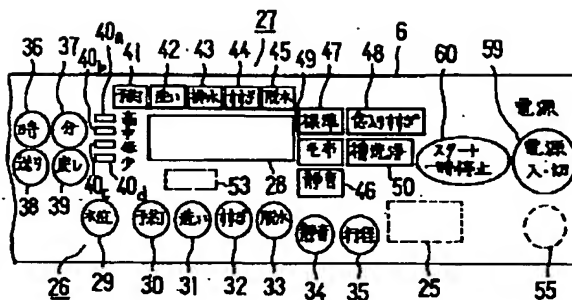 27
36 37 40a 41 42 43 44 45 49 47 48 6 60 59
40b
予約 洗い 排水 すすぎ 脱水
標準 念入りすすぎ
電源
時 分
高 中 低 少
毛布 槽洗浄
スタート 一時停止
電源 入・切
送り 戻し
静音
38 39 40c 40d 53 28 46 50
水位 予約 洗い すすぎ 脱水 静音 行程
26 29 30 31 32 33 34 35 25 55